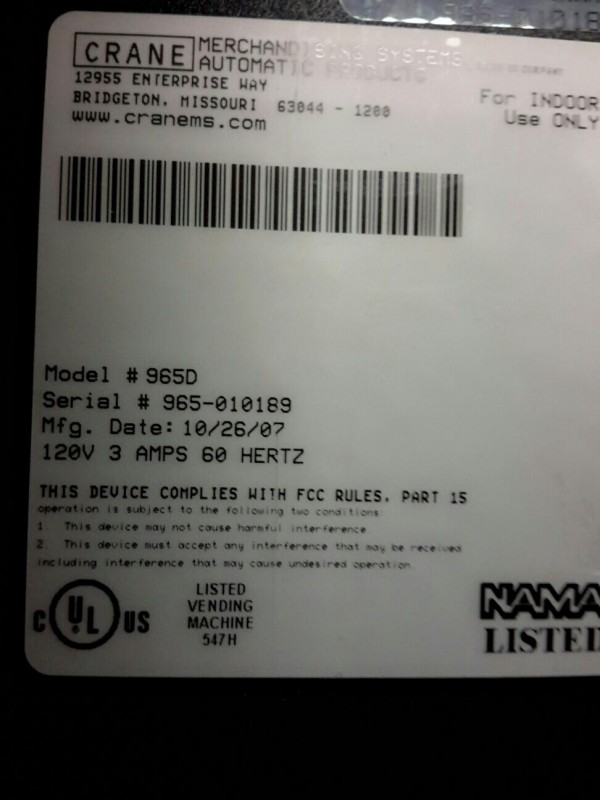 965-010189
CRANE MERCHANDISING SYSTEMS
AUTOMATIC PRODUCTS
12955 ENTERPRISE WAY
BRIDGETON, MISSOURI 63044 - 1200
www.cranems.com
For INDOOR
Use ONLY
Model # 965D
Serial # 965-010189
Mfg. Date: 10/26/07
120V 3 AMPS 60 HERTZ
THIS DEVICE COMPLIES WITH FCC RULES, PART 15
operation is subject to the following two conditions:
1. This device may not cause harmful interference
2. This device must accept any interference that may be received
including interference that may cause undesired operation.
C UL US
LISTED
VENDING
MACHINE
547H
NAMA
LISTED